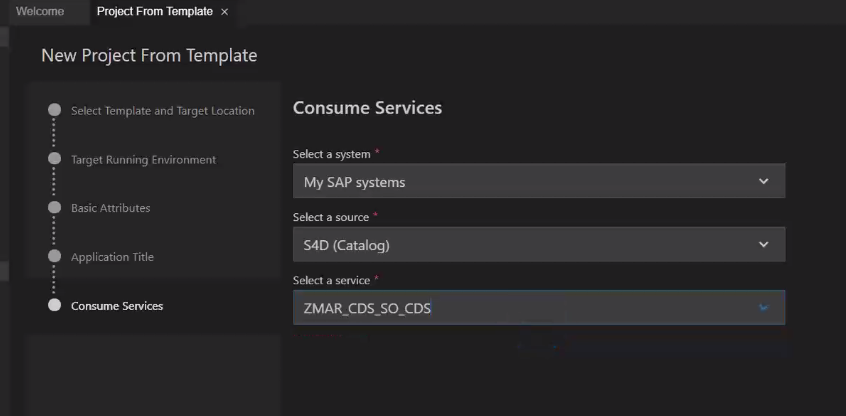 Welcome
Project From Template ×
New Project From Template
Select Template and Target Location
Target Running Environment
Basic Attributes
Application Title
Consume Services
Consume Services
Select a system *
My SAP systems
Select a source *
S4D (Catalog)
Select a service *
ZMAR_CDS_SO_CDS